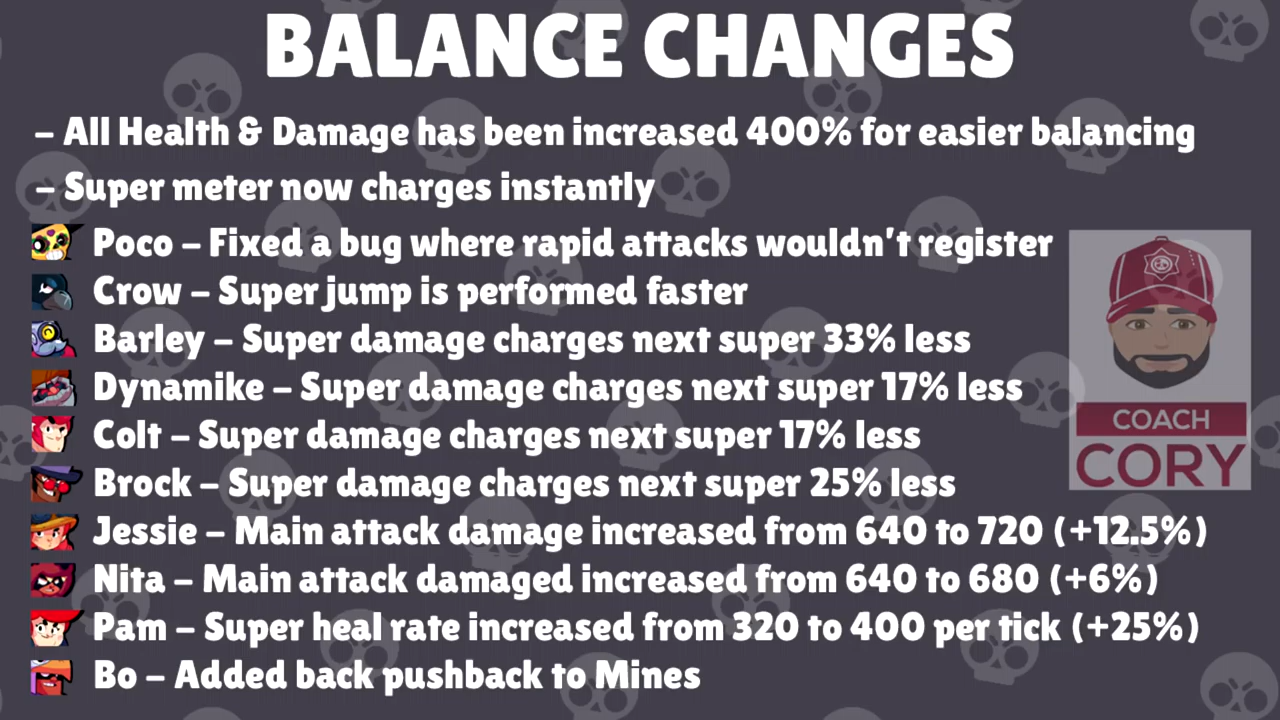 BALANCE CHANGES
– All Health & Damage has been increased 400% for easier balancing
– Super meter now charges instantly
Poco – Fixed a bug where rapid attacks wouldn't register
Crow – Super jump is performed faster
Barley – Super damage charges next super 33% less
Dynamike – Super damage charges next super 17% less
Colt – Super damage charges next super 17% less
Brock – Super damage charges next super 25% less
Jessie – Main attack damage increased from 640 to 720 (+12.5%)
Nita – Main attack damaged increased from 640 to 680 (+6%)
Pam – Super heal rate increased from 320 to 400 per tick (+25%)
Bo – Added back pushback to Mines
COACH
CORY